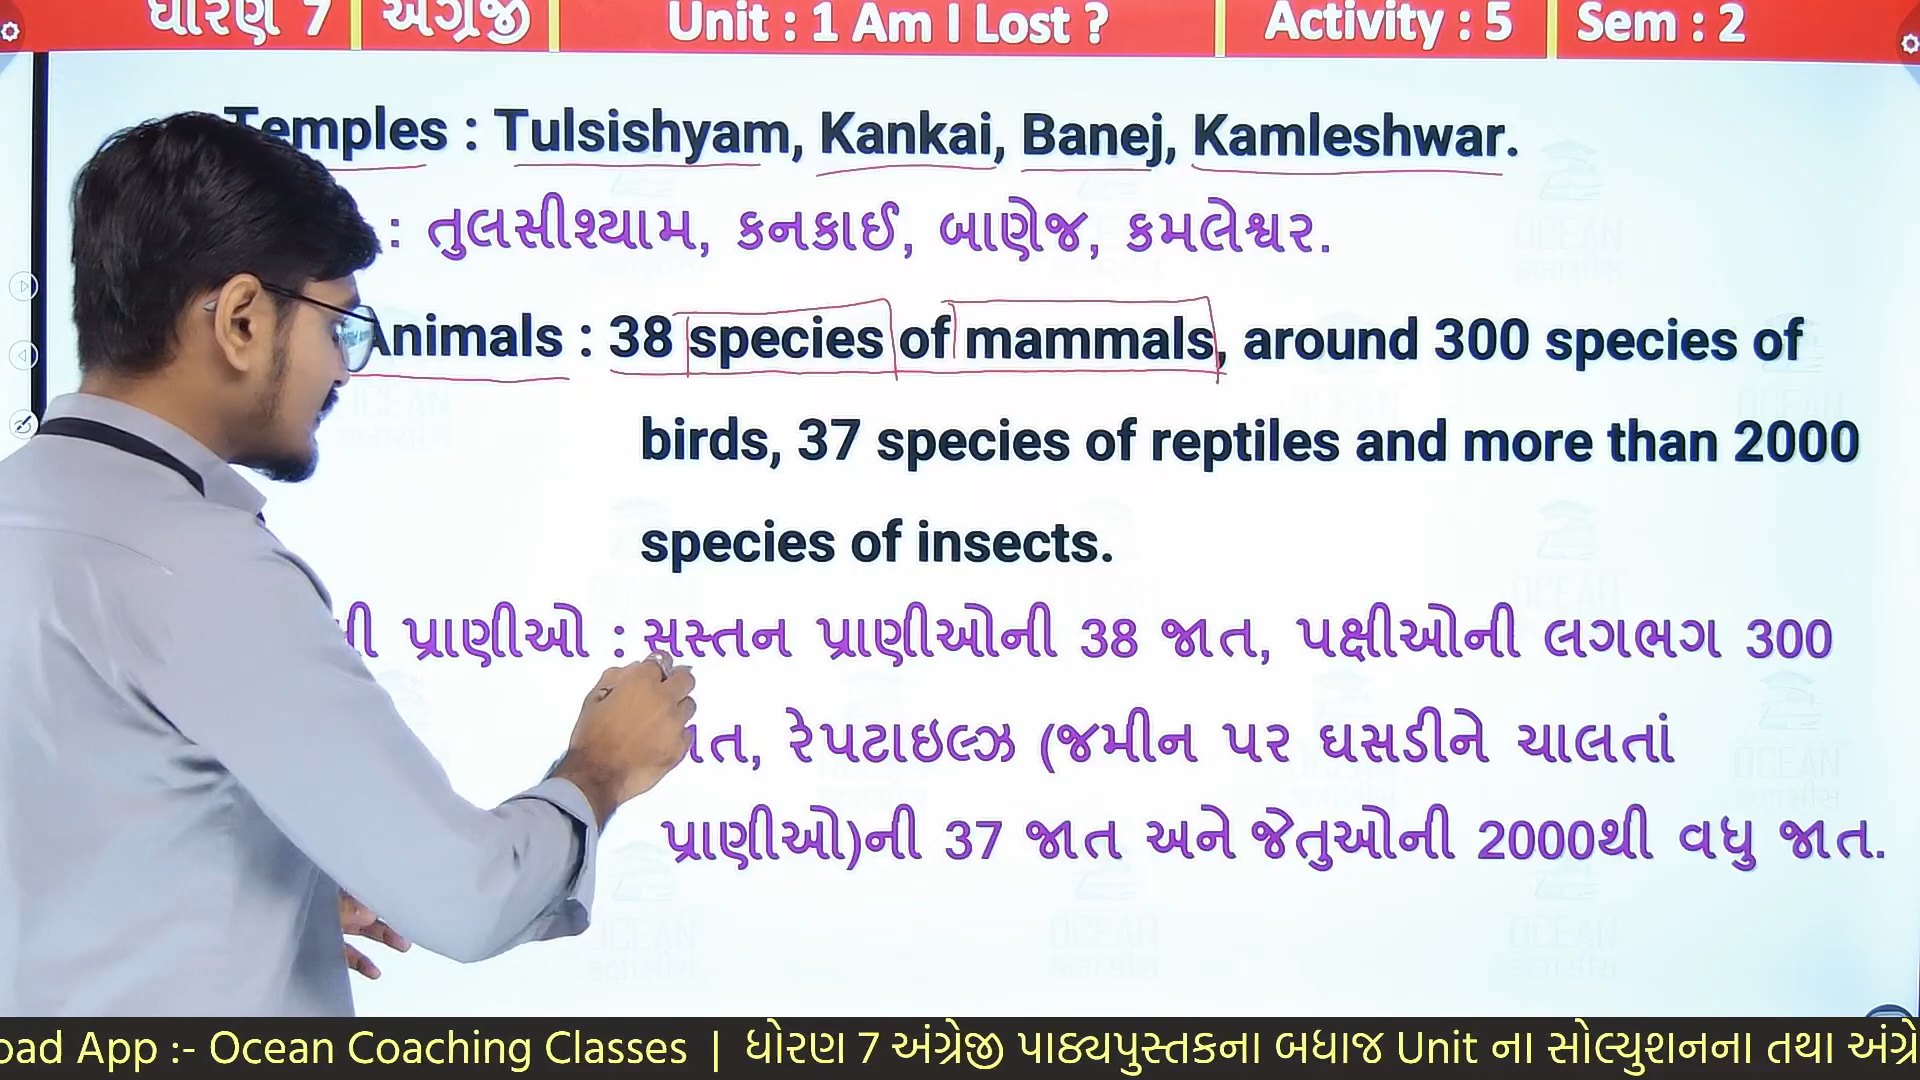 ધોરણ 7 અંગ્રેજી Unit : 1 Am I Lost ? Activity : 5 Sem : 2
Temples : Tulsishyam, Kankai, Banej, Kamleshwar.
: તુલસીશ્યામ, કનકાઈ, બાણેજ, કમલેશ્વર.
Animals : 38 species of mammals, around 300 species of
birds, 37 species of reptiles and more than 2000
species of insects.
પ્રાણીઓ : સસ્તન પ્રાણીઓની 38 જાત, પક્ષીઓની લગભગ 300
રેપટાઇલ્ઝ (જમીન પર ઘસડીને ચાલતાં
પ્રાણીઓ)ની 37 જાત અને જંતુઓની 2000થી વધુ જાત.
App :- Ocean Coaching Classes | ધોરણ 7 અંગ્રેજી પાઠ્યપુસ્તકના બધાજ Unit ના સોલ્યુશનના તથા